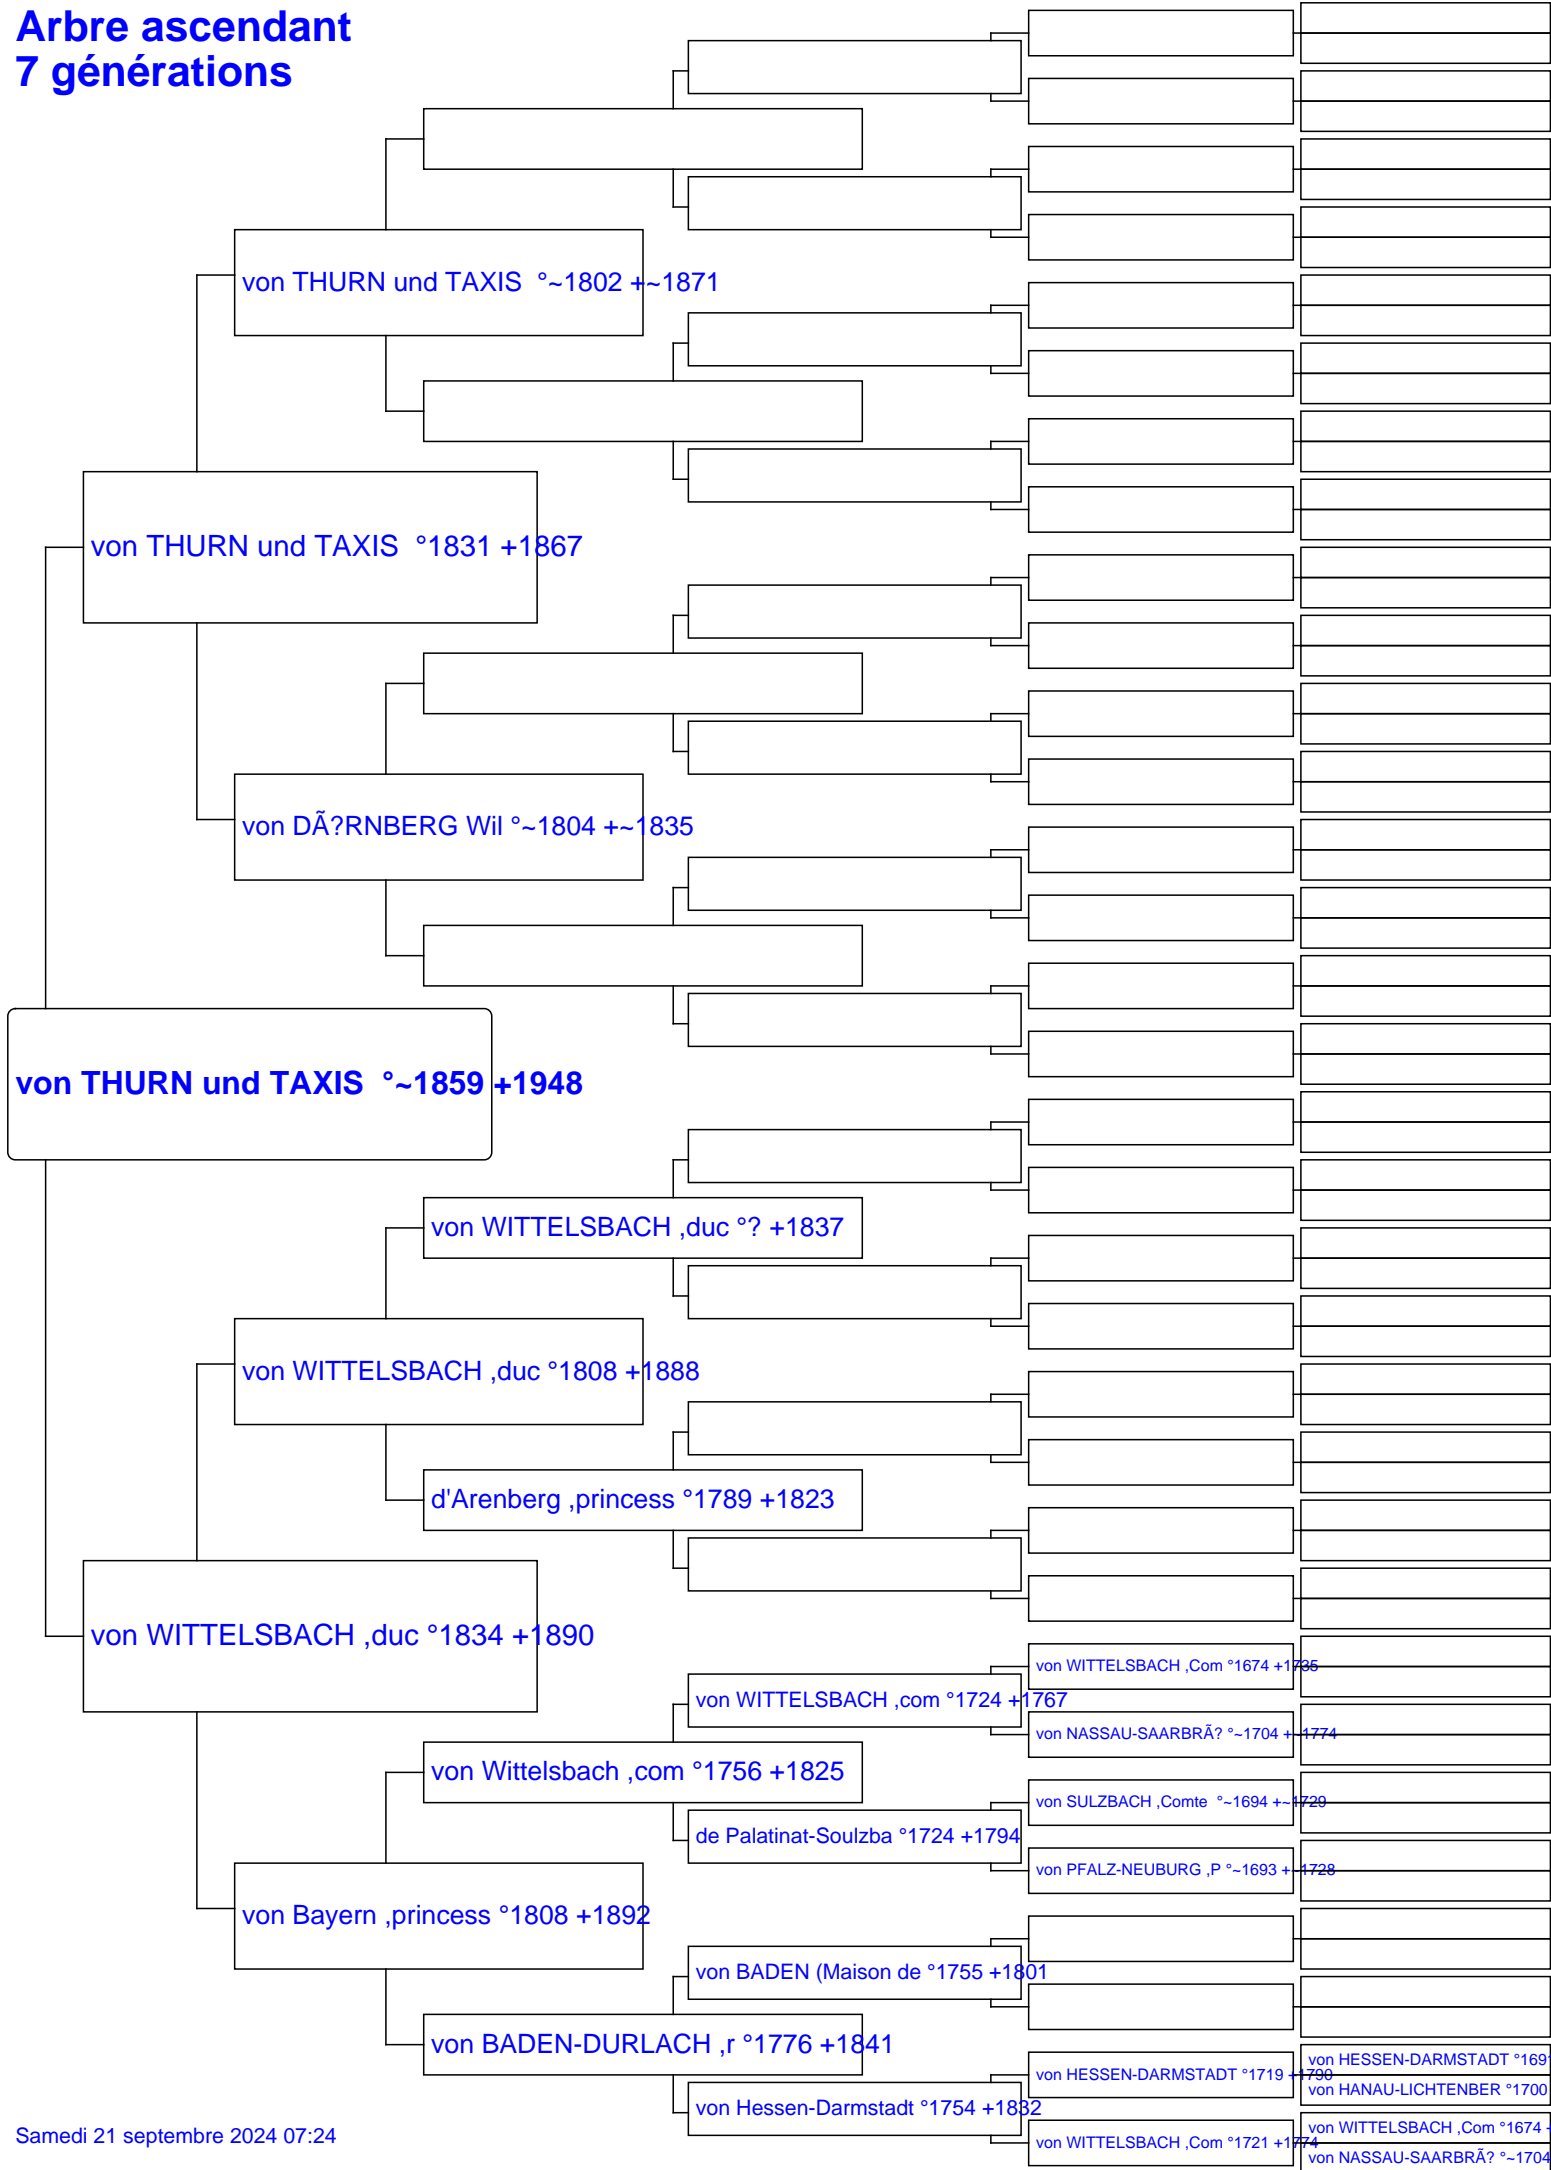 Arbre ascendant
7 générations
von THURN und TAXIS °~1802 +~1871
von THURN und TAXIS °1831 +1867
von DÃ?RNBERG Wil °~1804 +~1835
von THURN und TAXIS °~1859 +1948
von WITTELSBACH ,duc °? +1837
von WITTELSBACH ,duc °1808 +1888
d'Arenberg ,princess °1789 +1823
von WITTELSBACH ,duc °1834 +1890
von WITTELSBACH ,Com °1674 +1735
von WITTELSBACH ,com °1724 +1767
von NASSAU-SAARBRÃ? °~1704 +~1774
von Wittelsbach ,com °1756 +1825
von SULZBACH ,Comte °~1694 +~1729
de Palatinat-Soulzba °1724 +1794
von PFALZ-NEUBURG ,P °~1693 +~1728
von Bayern ,princess °1808 +1892
von BADEN (Maison de °1755 +1801
von BADEN-DURLACH ,r °1776 +1841
von HESSEN-DARMSTADT °1691
von HESSEN-DARMSTADT °1719 +1790
von HANAU-LICHTENBER °1700
von Hessen-Darmstadt °1754 +1832
von WITTELSBACH ,Com °1674 +
von WITTELSBACH ,Com °1721 +1774
von NASSAU-SAARBRÃ? °~1704
Samedi 21 septembre 2024 07:24